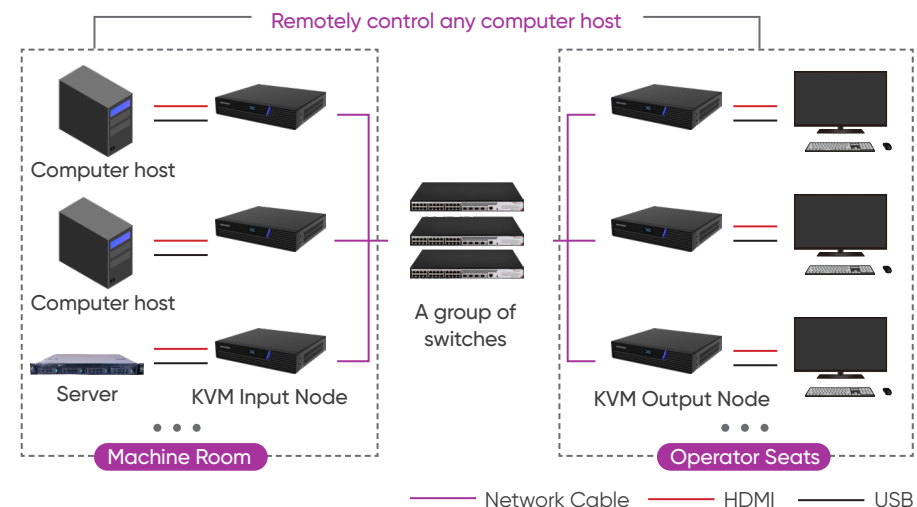 Remotely control any computer host
Computer host
Computer host
Server
KVM Input Node
A group of
switches
KVM Output Node
Machine Room
Operator Seats
Network Cable
HDMI
USB